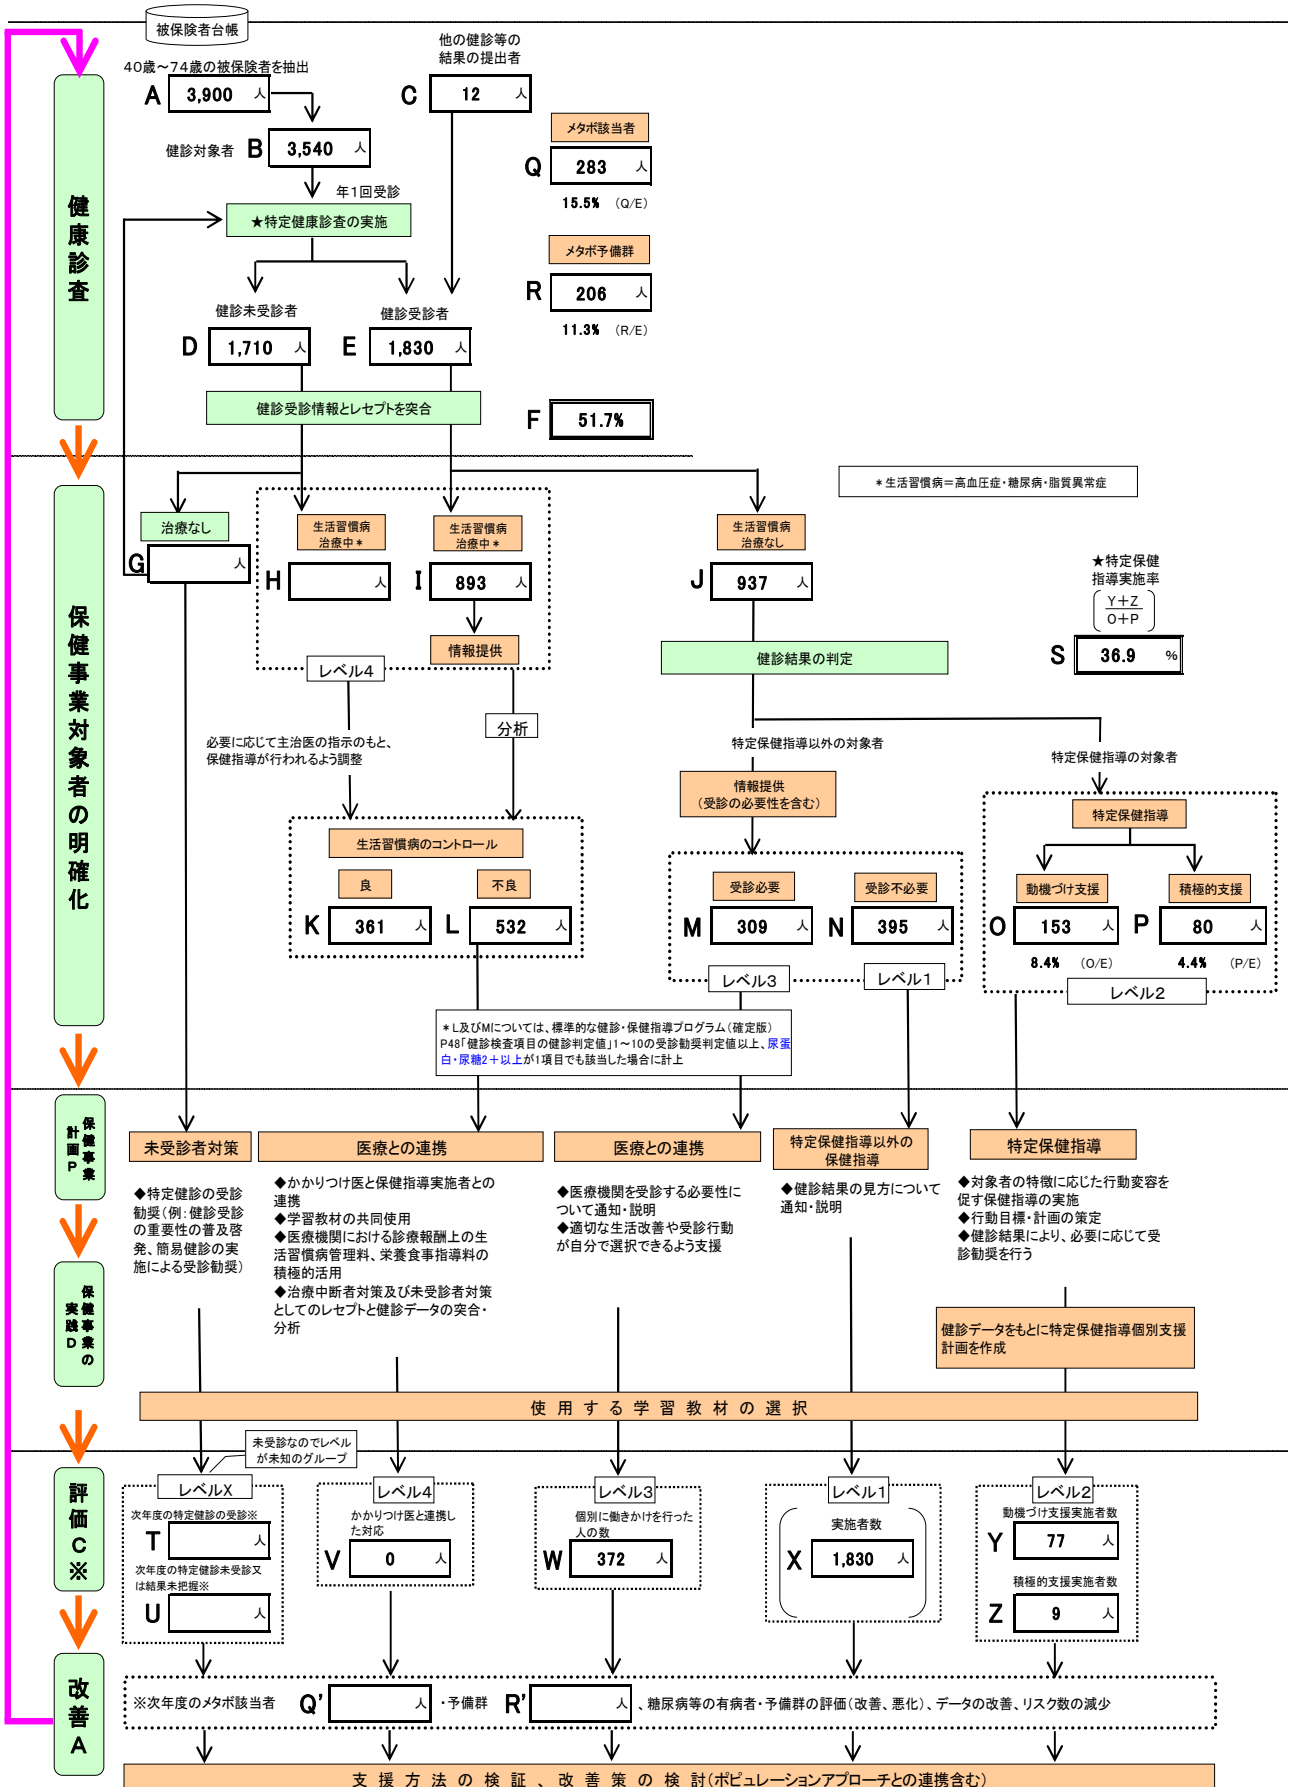 被保険者台帳
40歳～74歳の被保険者を抽出
A 3,900 人
他の健診等の
結果の提出者
C 12 人
健診対象者 B 3,540 人
メタボ該当者
Q 283 人
15.5% (Q/E)
年1回受診
★特定健康診査の実施
メタボ予備群
R 206 人
11.3% (R/E)
健康診査
健診未受診者
D 1,710 人
健診受診者
E 1,830 人
健診受診情報とレセプトを突合
F 51.7%
＊生活習慣病＝高血圧症・糖尿病・脂質異常症
治療なし
G 人
生活習慣病
治療中＊
H 人
生活習慣病
治療中＊
I 893 人
情報提供
レベル4
生活習慣病
治療なし
J 937 人
★特定保健
指導実施率
Y＋Z
O＋P
S 36.9 %
健診結果の判定
保健事業対象者の明確化
分析
必要に応じて主治医の指示のもと、
保健指導が行われるよう調整
特定保健指導以外の対象者
特定保健指導の対象者
情報提供
（受診の必要性を含む）
特定保健指導
生活習慣病のコントロール
良
K 361 人
不良
L 532 人
受診必要
M 309 人
受診不必要
N 395 人
動機づけ支援
O 153 人
8.4% (O/E)
積極的支援
P 80 人
4.4% (P/E)
レベル3
レベル1
レベル2
＊L及びMについては、標準的な健診・保健指導プログラム（確定版）
P48「健診検査項目の健診判定値」1～10の受診勧奨判定値以上、尿蛋
白・尿糖2＋以上が1項目でも該当した場合に計上
保健事業
計画P
未受診者対策
医療との連携
医療との連携
特定保健指導以外の
保健指導
特定保健指導
◆特定健診の受診
勧奨（例：健診受診
の重要性の普及啓
発、簡易健診の実
施による受診勧奨）
◆かかりつけ医と保健指導実施者との
連携
◆学習教材の共同使用
◆医療機関における診療報酬上の生
活習慣病管理料、栄養食事指導料の
積極的活用
◆治療中断者対策及び未受診者対策
としてのレセプトと健診データの突合・
分析
◆医療機関を受診する必要性に
ついて通知・説明
◆適切な生活改善や受診行動
が自分で選択できるよう支援
◆健診結果の見方について
通知・説明
◆対象者の特徴に応じた行動変容を
促す保健指導の実施
◆行動目標・計画の策定
◆健診結果により、必要に応じて受
診勧奨を行う
保健事業の
実践D
健診データをもとに特定保健指導個別支援
計画を作成
使用する学習教材の選択
未受診なのでレベル
が未知のグループ
評価C※
レベルX
次年度の特定健診の受診※
T 人
次年度の特定健診未受診又
は結果未把握※
U 人
レベル4
かかりつけ医と連携し
た対応
V 0 人
レベル3
個別に働きかけを行った
人の数
W 372 人
レベル1
実施者数
X 1,830 人
レベル2
動機づけ支援実施者数
Y 77 人
積極的支援実施者数
Z 9 人
改善A
※次年度のメタボ該当者 Q' 人 ・予備群 R' 人 、糖尿病等の有病者・予備群の評価（改善、悪化）、データの改善、リスク数の減少
支援方法の検証、改善策の検討（ポピュレーションアプローチとの連携含む）